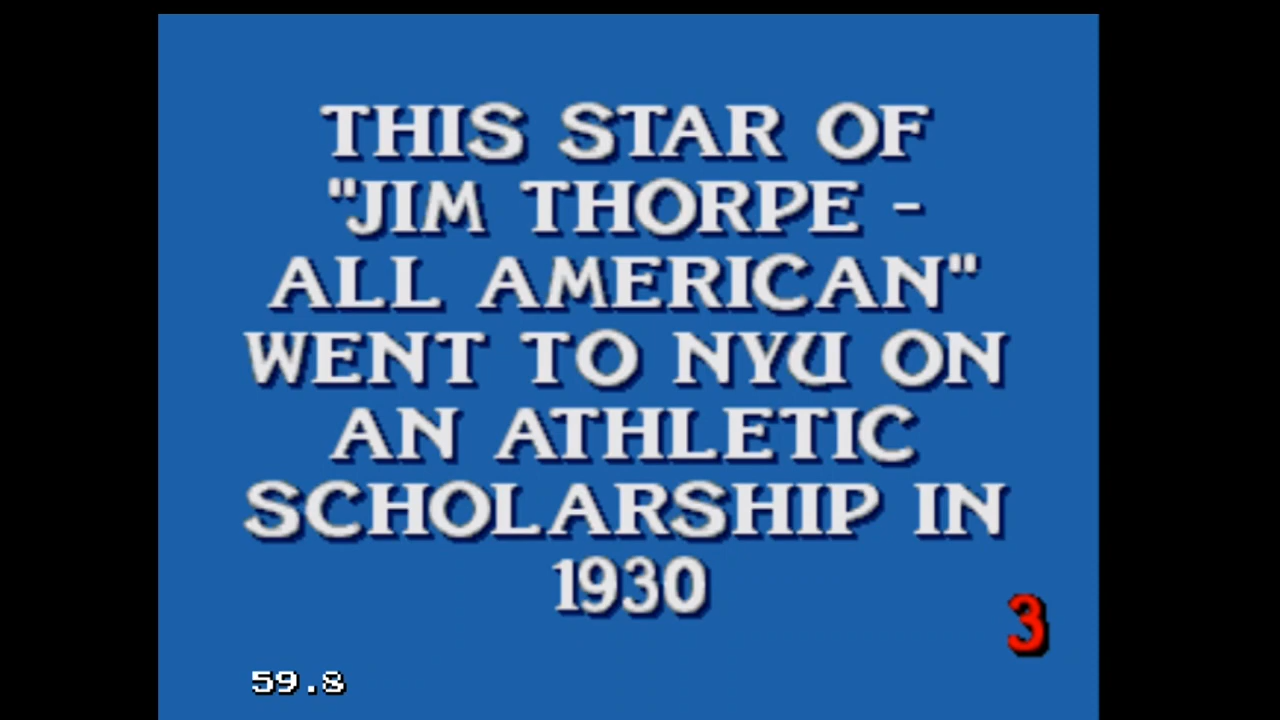 THIS STAR OF
"JIM THORPE -
ALL AMERICAN"
WENT TO NYU ON
AN ATHLETIC
SCHOLARSHIP IN
1930
3
59.8